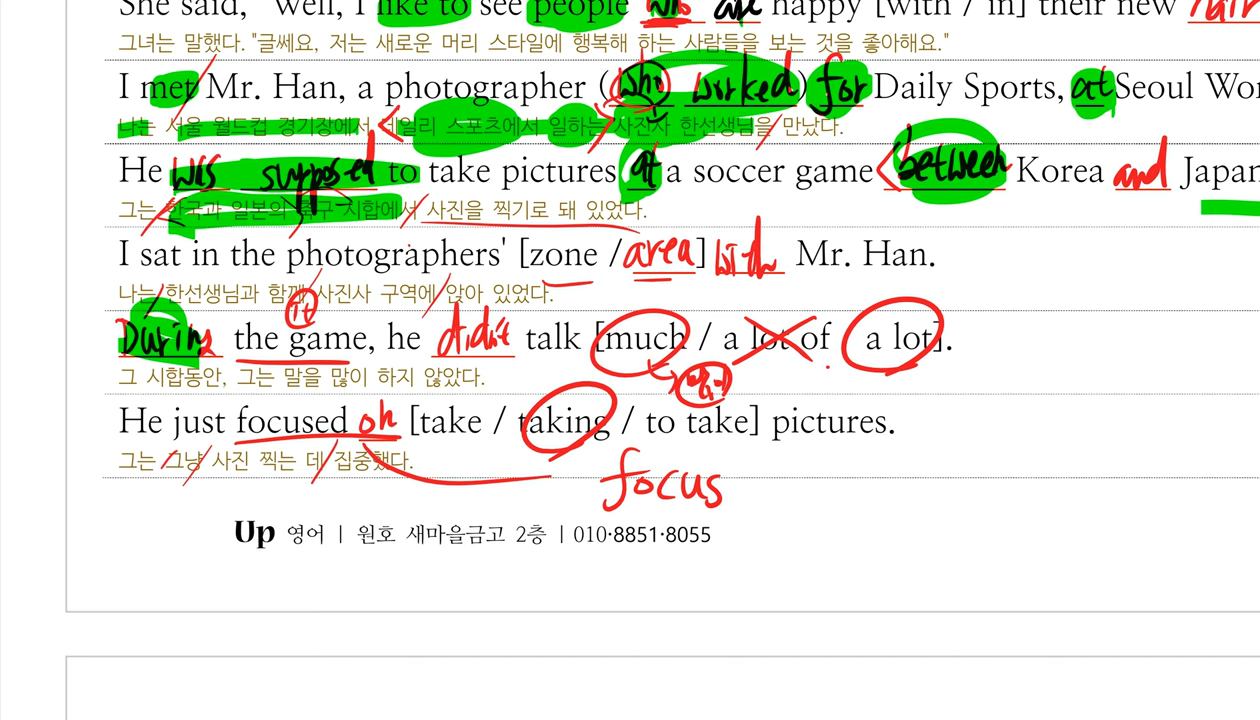 She said, "Well, I like to see people who are happy [with / in] their new hair
그녀는 말했다. "글쎄요, 저는 새로운 머리 스타일에 행복해 하는 사람들을 보는 것을 좋아해요."
I met Mr. Han, a photographer (who worked) for Daily Sports, at Seoul Wo
나는 서울 월드컵 경기장에서 데일리 스포츠에서 일하는 사진사 한선생님을 만났다.
He was supposed to take pictures at a soccer game between Korea and Japan
그는 한국과 일본의 축구 시합에서 사진을 찍기로 돼 있었다.
I sat in the photographers' [zone / area] with Mr. Han.
나는 한선생님과 함께 사진사 구역에 앉아 있었다.
it
During the game, he didn't talk [much / a lot of / a lot].
그 시합동안, 그는 말을 많이 하지 않았다.
He just focused on [take / taking / to take] pictures.
그는 그냥 사진 찍는 데 집중했다.
focus
Up 영어 | 원호 새마을금고 2층 | 010·8851·8055